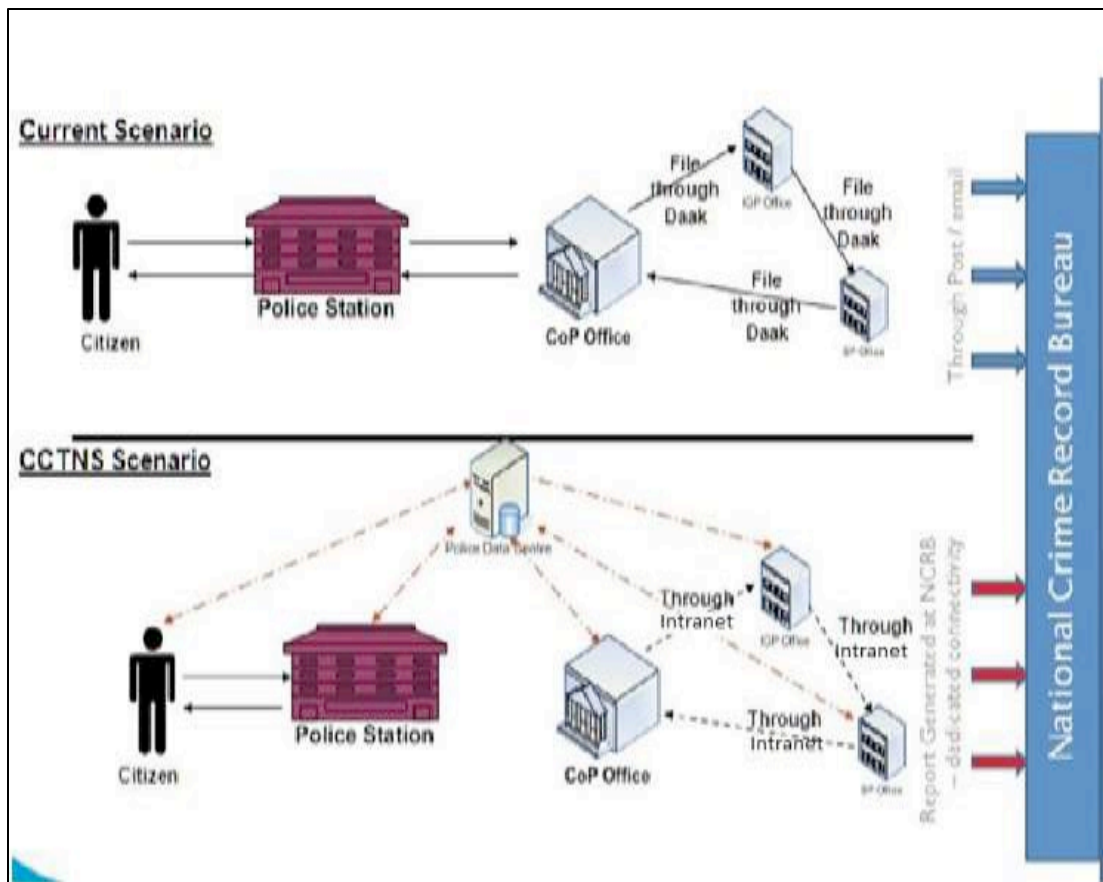 Current Scenario
File
through
Daak
IGP Office
File
through
Daak
Police Station
Citizen
CoP Office
File
through
Daak
Through Post / email
National Crime Record Bureau
CCTNS Scenario
Police Data Centre
Through
Intranet
IGP Office
Through
Intranet
Through
Intranet
Police Station
Citizen
CoP Office
Report Generated at NCRB
– dedicated connectivity